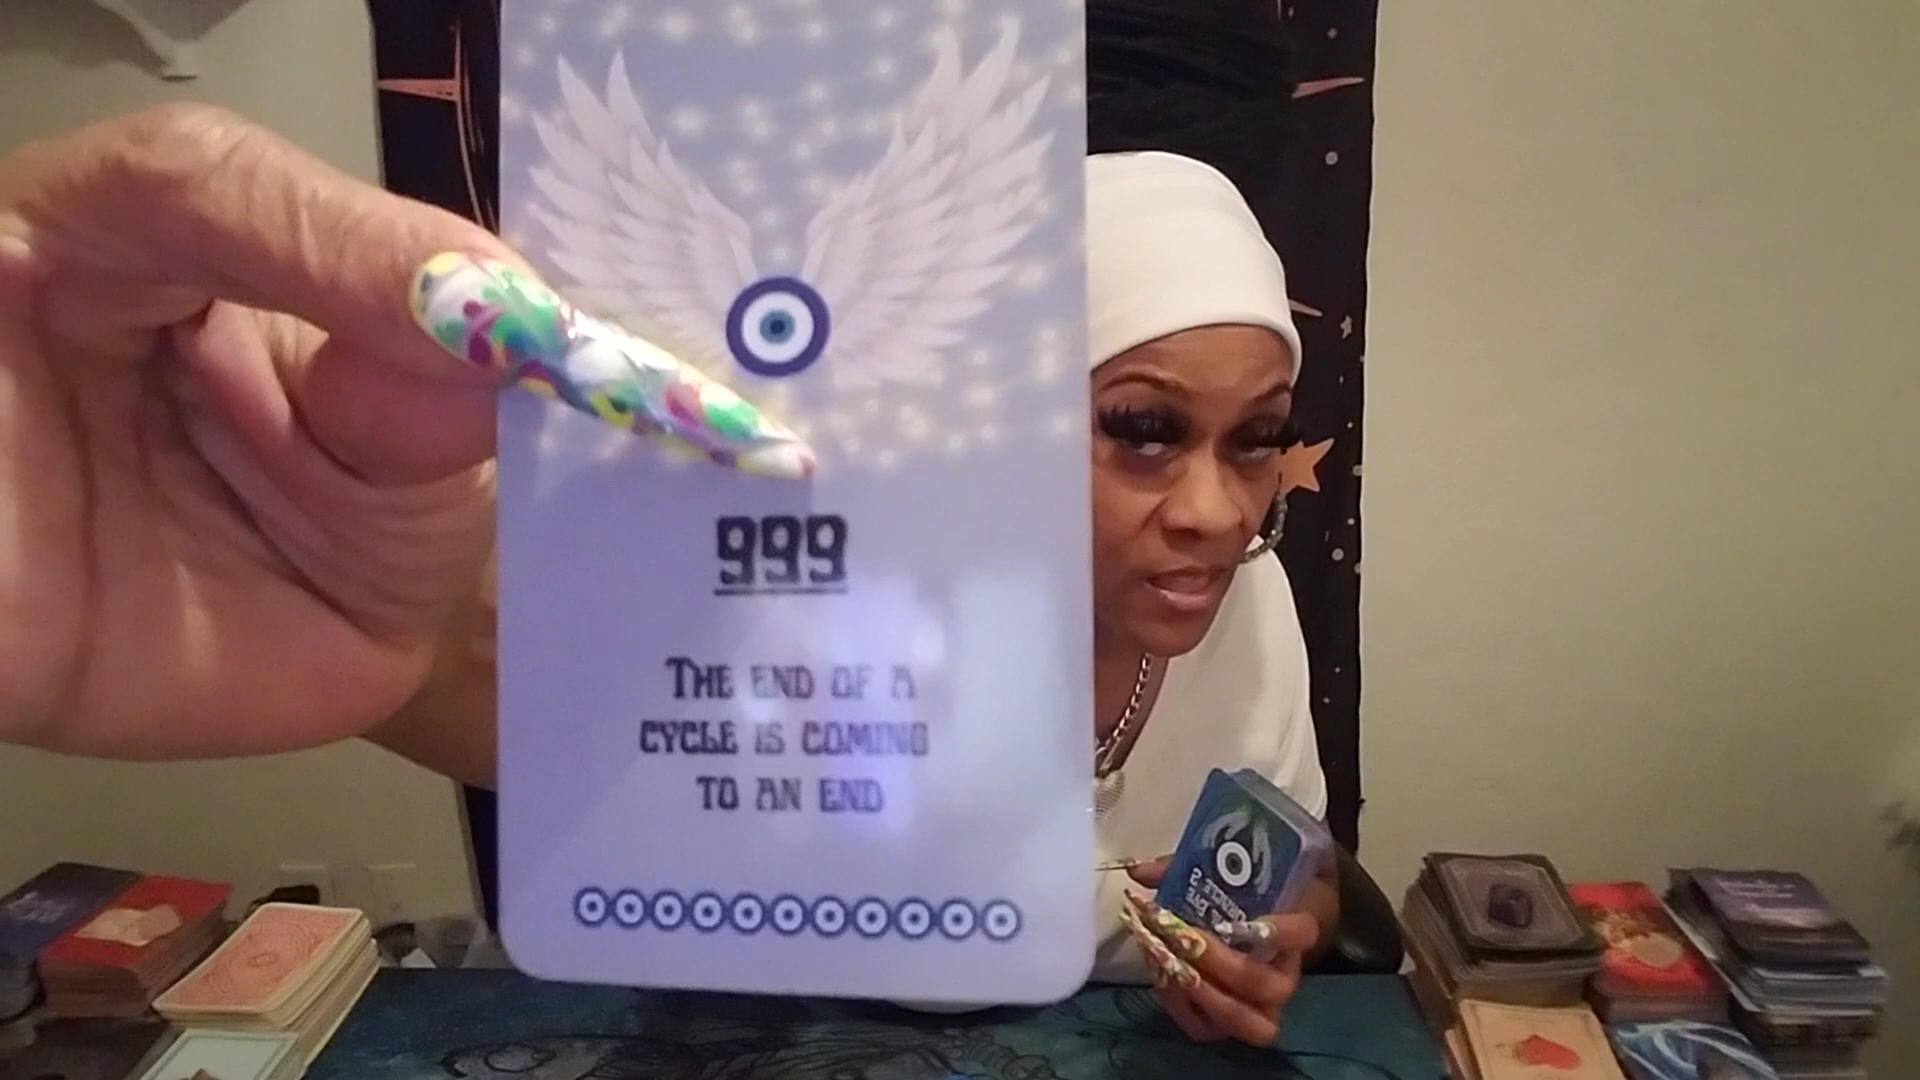 999
THE END OF A
CYCLE IS COMING
TO AN END